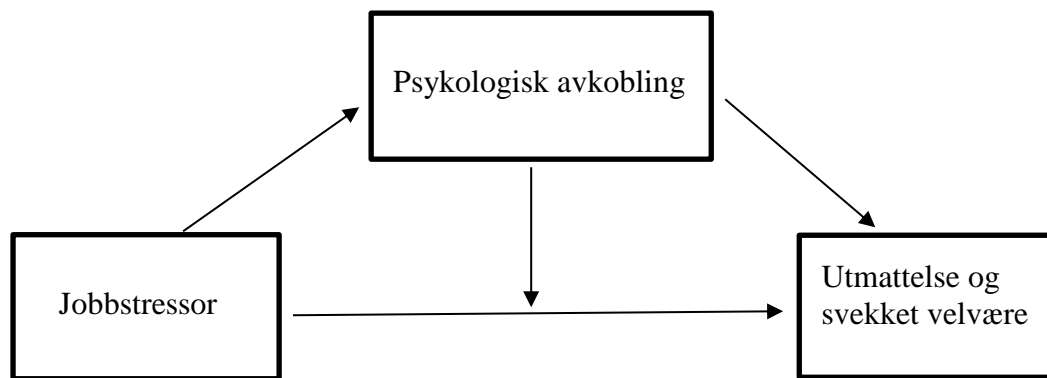 Psykologisk avkobling
Jobbstressor
Utmattelse og
svekket velvære